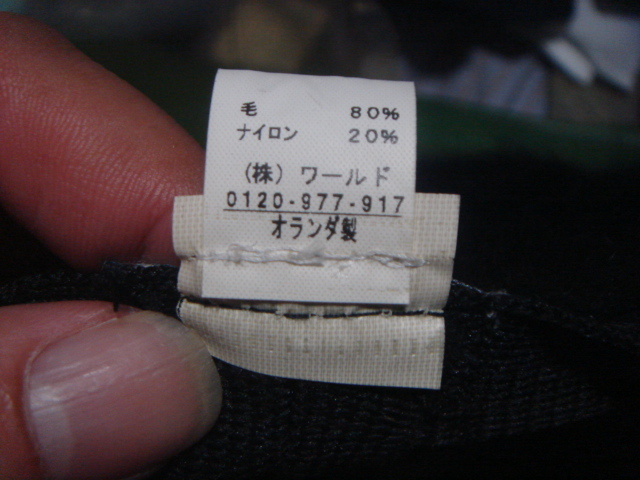 毛 80%
ナイロン 20%
(株) ワールド
0120-977-917
オランダ製